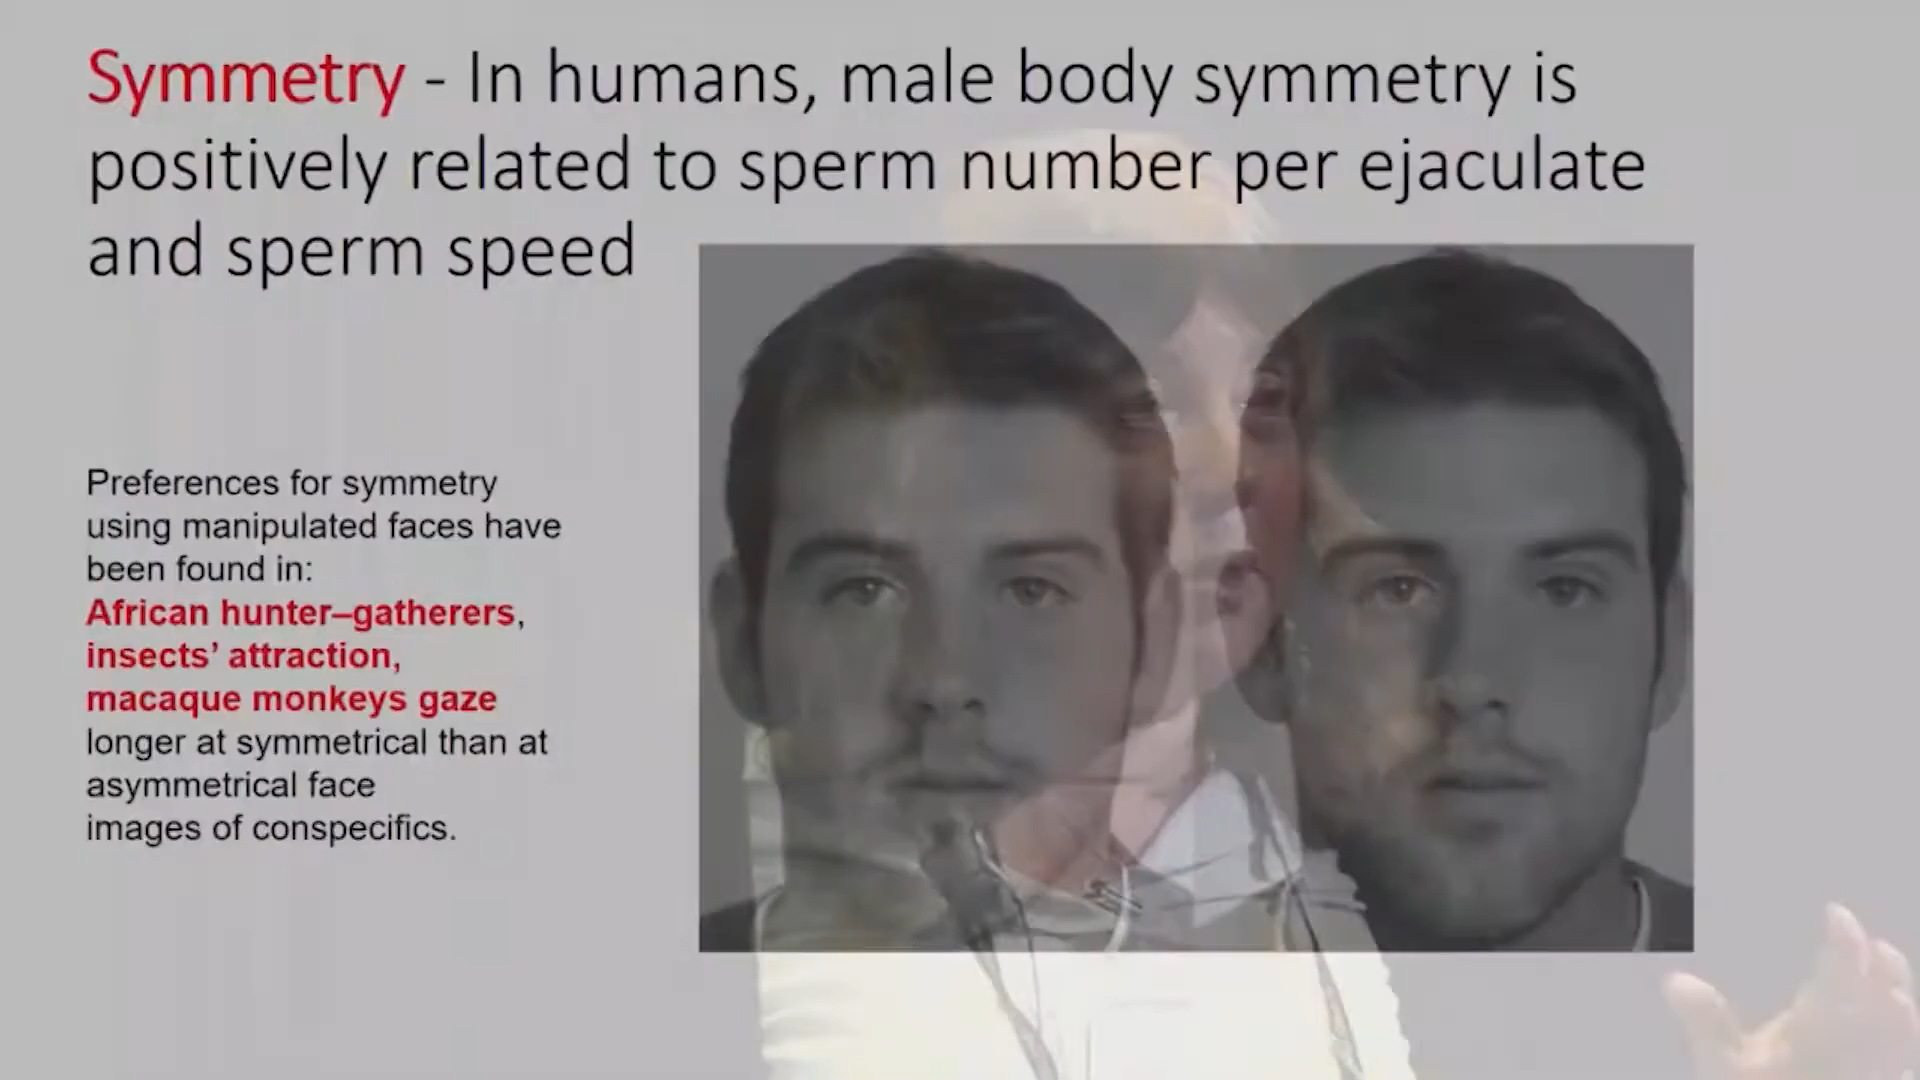 Symmetry - In humans, male body symmetry is
positively related to sperm number per ejaculate
and sperm speed
Preferences for symmetry
using manipulated faces have
been found in:
African hunter–gatherers,
insects’ attraction,
macaque monkeys gaze
longer at symmetrical than at
asymmetrical face
images of conspecifics.